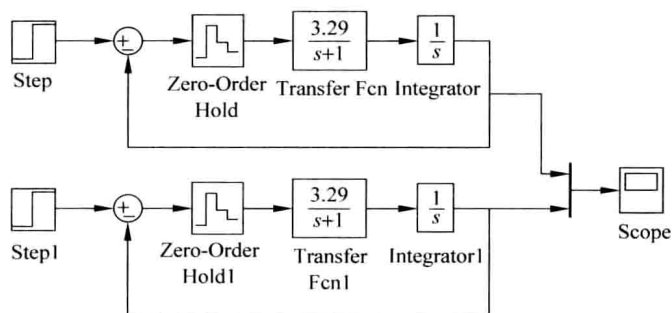 3.29
s+1
1
s
Step
Zero-Order
Hold
Transfer Fcn
Integrator
3.29
s+1
1
s
Scope
Step1
Zero-Order
Hold1
Transfer
Fcn1
Integrator1